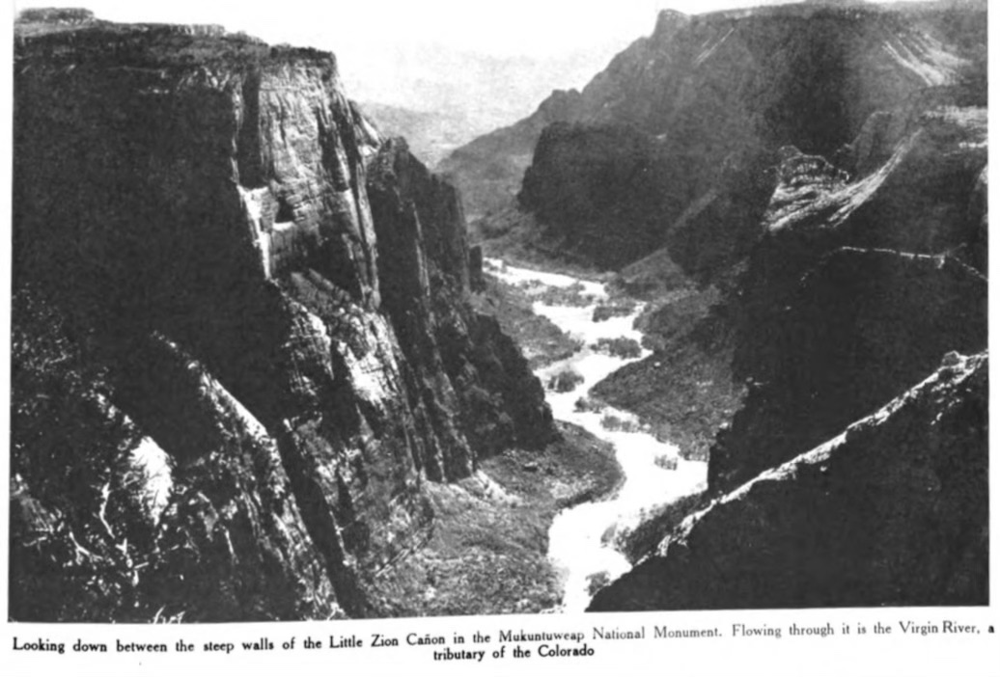 Looking down between the steep walls of the Little Zion Cañon in the Mukuntuweap National Monument. Flowing through it is the Virgin River, a
tributary of the Colorado